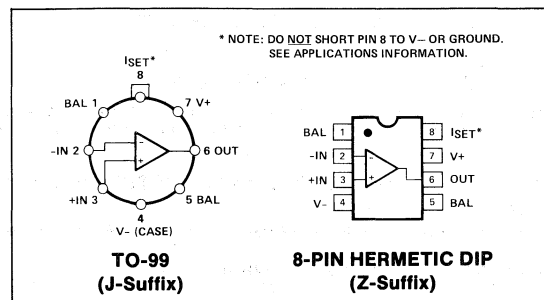 * NOTE: DO NOT SHORT PIN 8 TO V− OR GROUND.
SEE APPLICATIONS INFORMATION.
ISET*
8
BAL 1
7 V+
-IN 2
-
+
6 OUT
+IN 3
5 BAL
4
V− (CASE)
TO-99
(J-Suffix)
BAL 1 8 ISET*
-IN 2 - 7 V+
+IN 3 + 6 OUT
V- 4 5 BAL
8-PIN HERMETIC DIP
(Z-Suffix)